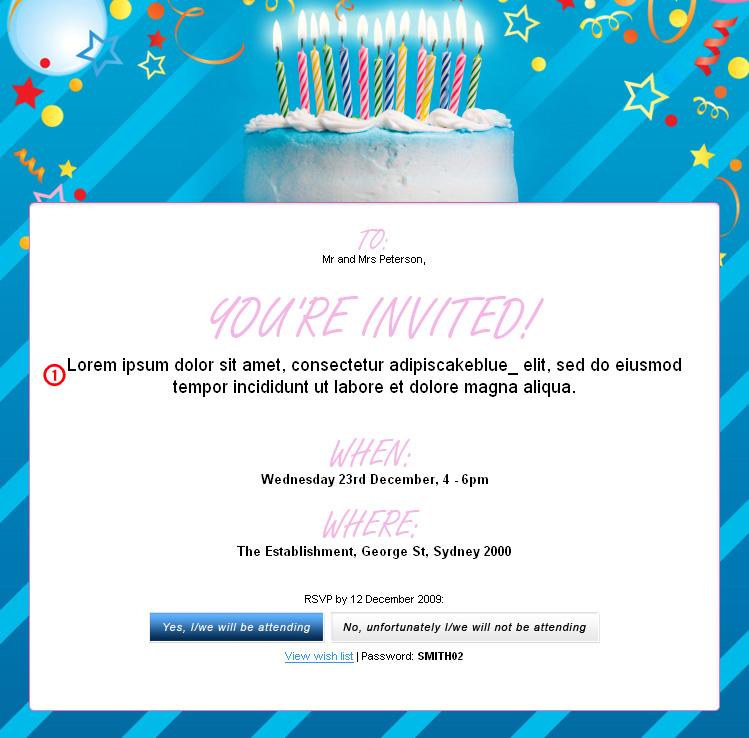 TO:
Mr and Mrs Peterson,
YOU'RE INVITED!
1
Lorem ipsum dolor sit amet, consectetur adipiscakeblue_ elit, sed do eiusmod
tempor incididunt ut labore et dolore magna aliqua.
WHEN:
Wednesday 23rd December, 4 - 6pm
WHERE:
The Establishment, George St, Sydney 2000
RSVP by 12 December 2009:
Yes, I/we will be attending No, unfortunately I/we will not be attending
View wish list | Password: SMITH02